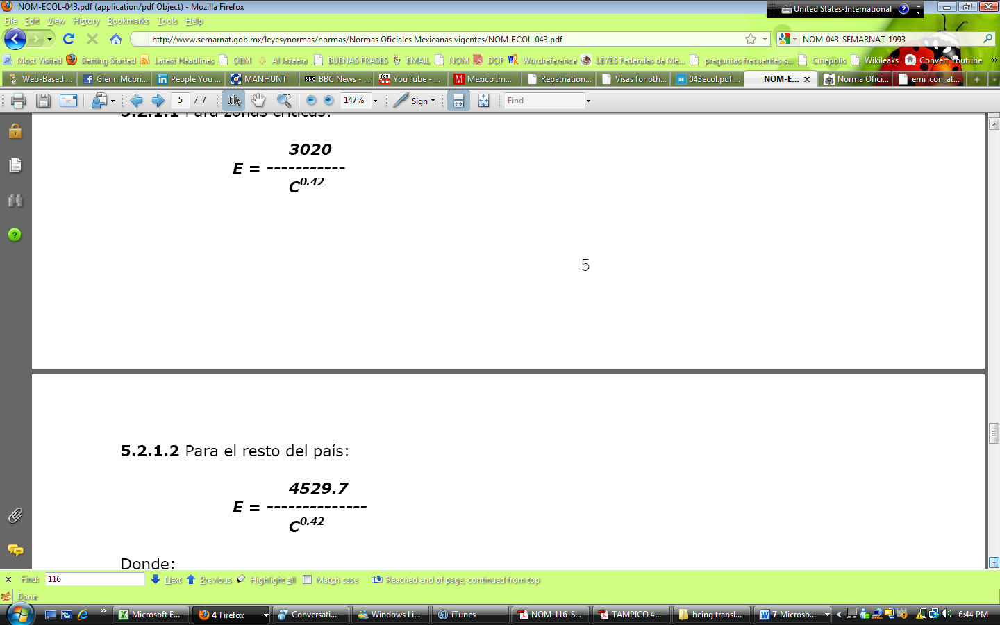 NOM-ECOL-043.pdf (application/pdf Object) - Mozilla Firefox
United States-International
File Edit View History Bookmarks Tools Help
http://www.semarnat.gob.mx/leyesynormas/normas/Normas Oficiales Mexicanas vigentes/NOM-ECOL-043.pdf
NOM-043-SEMARNAT-1993
Most Visited Getting Started Latest Headlines OEM Al Jazeera BUENAS FRASES EMAIL NOM DOF Wordreference LEYES Federales de Mé... preguntas frecuentes s... Cinépolis Wikileaks Convert Youtube »
Web-Based ... Glenn Mcbri... People You ... MANHUNT BBC News - ... YouTube - ... Mexico Im... Repatriation... Visas for oth... 043ecol.pdf ... NOM-E... Norma Ofici... emi_con_at...
5 / 7 147% Sign Find
5.2.1.1 Para zonas críticas:
3020
E = -----------
C0.42
5
5.2.1.2 Para el resto del país:
4529.7
E = --------------
C0.42
Donde:
Find: 116 Next Previous Highlight all Match case Reached end of page, continued from top
Done
Microsoft E... 4 Firefox Conversati... Windows Li... iTunes NOM-116-S... TAMPICO 4... being transl... 7 Microso... 6:44 PM